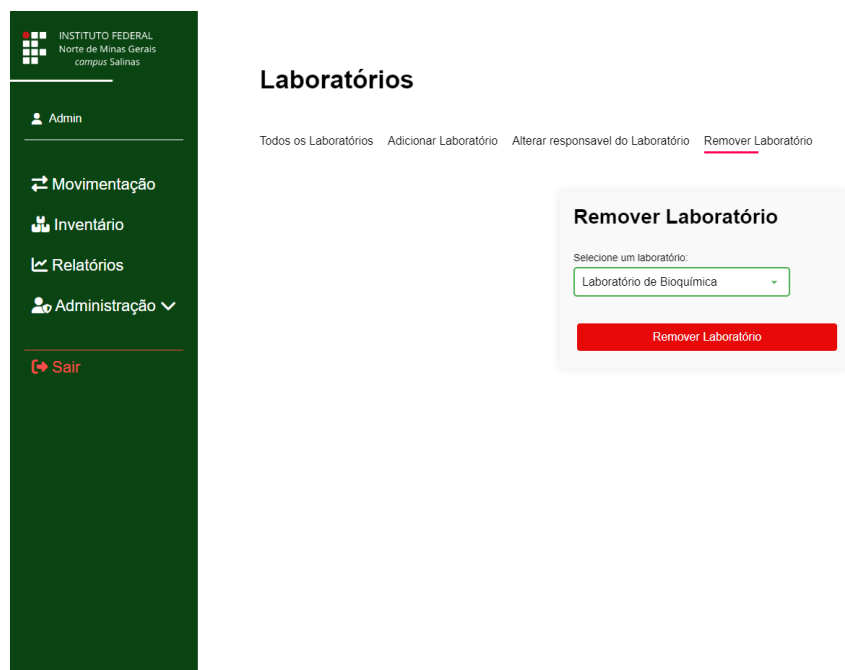 INSTITUTO FEDERAL
Norte de Minas Gerais
campus Salinas
Admin
Movimentação
Inventário
Relatórios
Administração
Sair
Laboratórios
Todos os Laboratórios Adicionar Laboratório Alterar responsavel do Laboratório Remover Laboratório
Remover Laboratório
Selecione um laboratório:
Laboratório de Bioquímica
Remover Laboratório